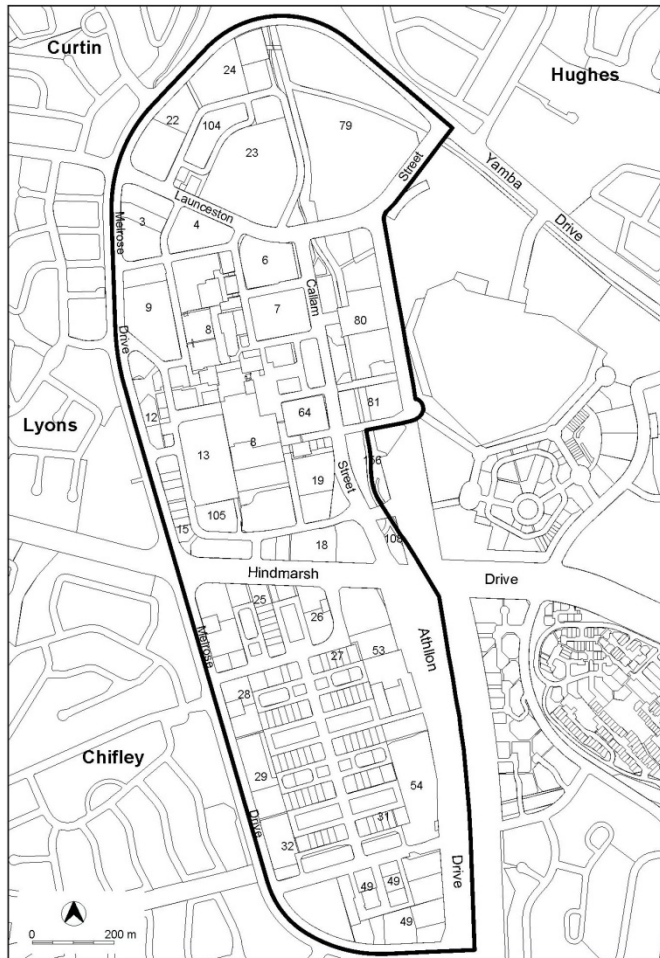 Curtin
Hughes
24
22
104
79
23
Street
Yamba
Drive
Launceston
3
4
Melrose
6
9
Callam
7
8
80
Drive
12
64
81
Lyons
13
8
156
19
Street
105
15
18
108
Hindmarsh
Drive
25
26
Athllon
Melrose
27
53
28
Chifley
29
54
31
Drive
32
49
49
Drive
49
0
200 m